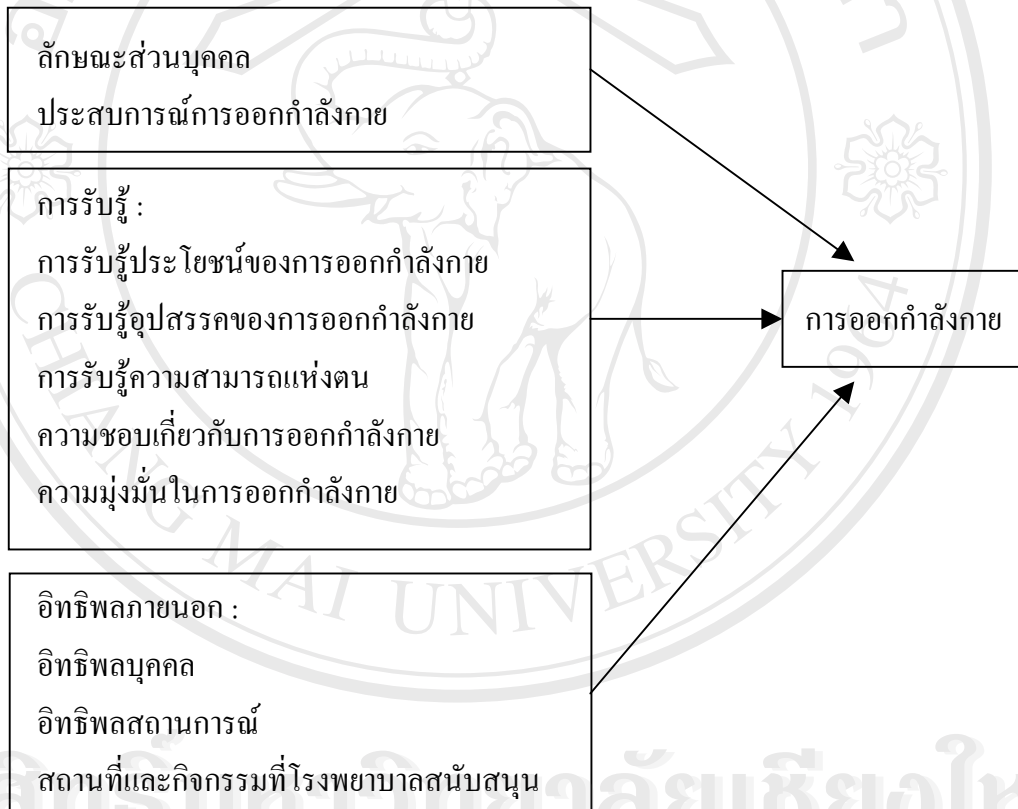 ลักษณะส่วนบุคคล
ประสบการณ์การออกกำลังกาย
การรับรู้ :
การรับรู้ประโยชน์ของการออกกำลังกาย
การรับรู้อุปสรรคของการออกกำลังกาย
การรับรู้ความสามารถแห่งตน
ความชอบเกี่ยวกับการออกกำลังกาย
ความมุ่งมั่นในการออกกำลังกาย
การออกกำลังกาย
อิทธิพลภายนอก :
อิทธิพลบุคคล
อิทธิพลสถานการณ์
สถานที่และกิจกรรมที่โรงพยาบาลสนับสนุน
CHIANG MAI UNIVERSITY 1964